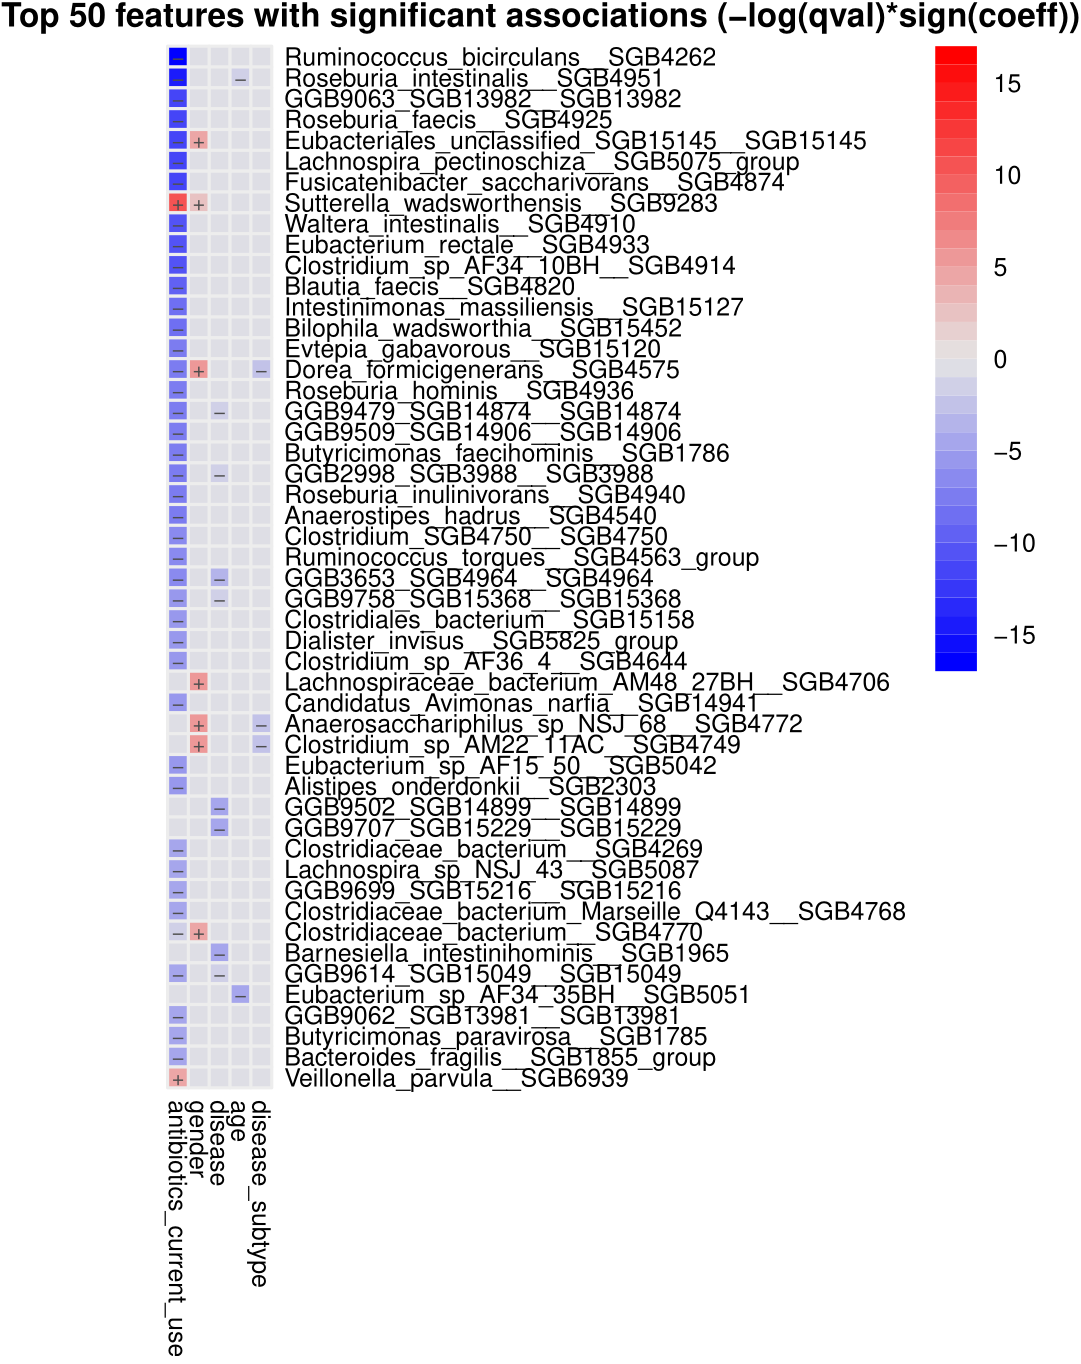 Top 50 features with significant associations (−log(qval)*sign(coeff))
− Ruminococcus_bicirculans__SGB4262
− − Roseburia_intestinalis__SGB4951
− GGB9063_SGB13982__SGB13982
− Roseburia_faecis__SGB4925
− + Eubacteriales_unclassified_SGB15145__SGB15145
− Lachnospira_pectinoschiza__SGB5075_group
− Fusicatenibacter_saccharivorans__SGB4874
+ + Sutterella_wadsworthensis__SGB9283
− Waltera_intestinalis__SGB4910
− Eubacterium_rectale__SGB4933
− Clostridium_sp_AF34_10BH__SGB4914
− Blautia_faecis__SGB4820
− Intestinimonas_massiliensis__SGB15127
− Bilophila_wadsworthia__SGB15452
− Evtepia_gabavorous__SGB15120
− + − Dorea_formicigenerans__SGB4575
− Roseburia_hominis__SGB4936
− − GGB9479_SGB14874__SGB14874
− GGB9509_SGB14906__SGB14906
− Butyricimonas_faecihominis__SGB1786
− − GGB2998_SGB3988__SGB3988
− Roseburia_inulinivorans__SGB4940
− Anaerostipes_hadrus__SGB4540
− Clostridium_SGB4750__SGB4750
− Ruminococcus_torques__SGB4563_group
− − GGB3653_SGB4964__SGB4964
− − GGB9758_SGB15368__SGB15368
− Clostridiales_bacterium__SGB15158
− Dialister_invisus__SGB5825_group
− Clostridium_sp_AF36_4__SGB4644
+ Lachnospiraceae_bacterium_AM48_27BH__SGB4706
− Candidatus_Avimonas_narfia__SGB14941
+ − Anaerosacchariphilus_sp_NSJ_68__SGB4772
+ − Clostridium_sp_AM22_11AC__SGB4749
− Eubacterium_sp_AF15_50__SGB5042
− Alistipes_onderdonkii__SGB2303
− GGB9502_SGB14899__SGB14899
− GGB9707_SGB15229__SGB15229
− Clostridiaceae_bacterium__SGB4269
− Lachnospira_sp_NSJ_43__SGB5087
− GGB9699_SGB15216__SGB15216
− Clostridiaceae_bacterium_Marseille_Q4143__SGB4768
− + Clostridiaceae_bacterium__SGB4770
− Barnesiella_intestinihominis__SGB1965
− − GGB9614_SGB15049__SGB15049
− Eubacterium_sp_AF34_35BH__SGB5051
− GGB9062_SGB13981__SGB13981
− Butyricimonas_paravirosa__SGB1785
− Bacteroides_fragilis__SGB1855_group
+ Veillonella_parvula__SGB6939
antibiotics_current_use
gender
disease
age
disease_subtype
15
10
5
0
−5
−10
−15